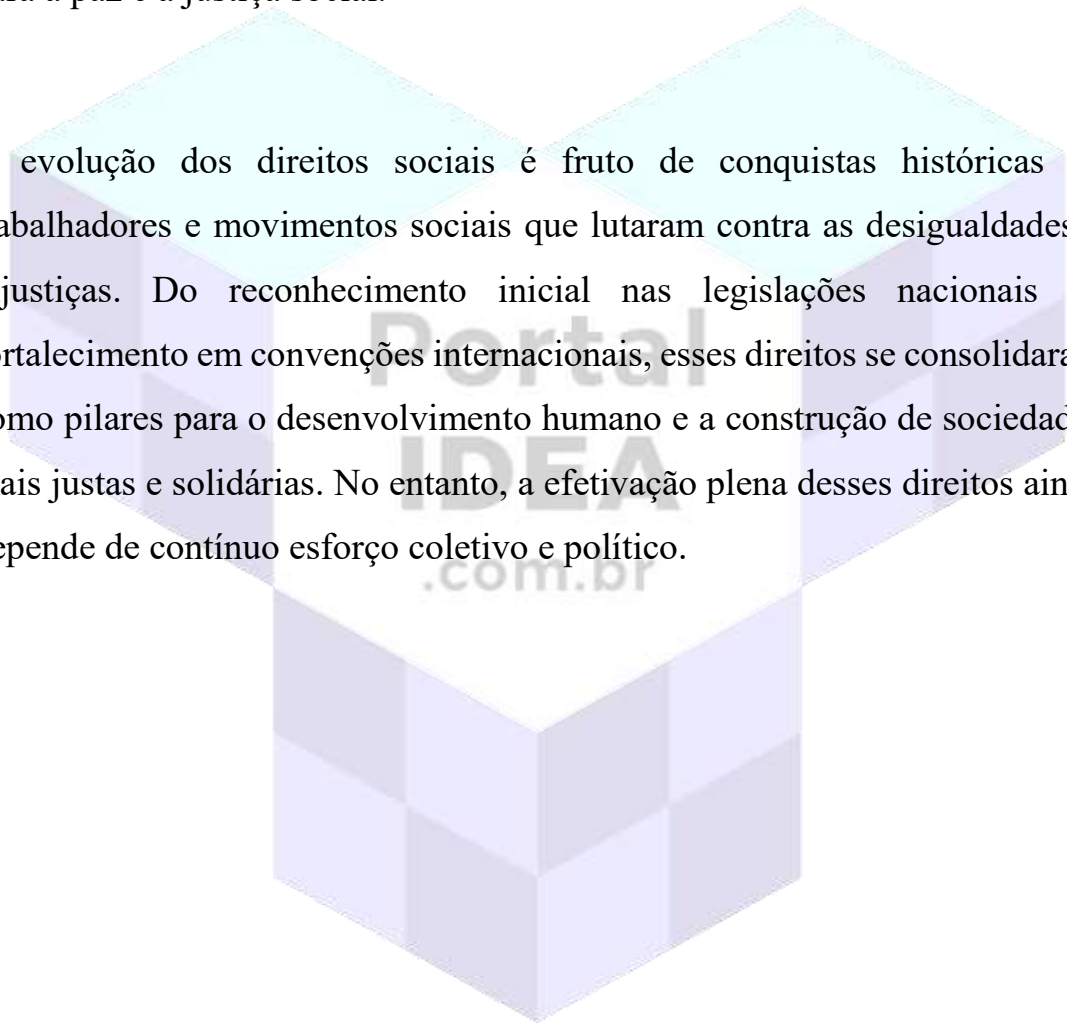 a paz e a justiça social.
evolução dos direitos sociais é fruto de conquistas históricas
abalhadores e movimentos sociais que lutaram contra as desigualdades
justiças. Do reconhecimento inicial nas legislações nacionais
rtalecimento em convenções internacionais, esses direitos se consolidara
omo pilares para o desenvolvimento humano e a construção de sociedad
ais justas e solidárias. No entanto, a efetivação plena desses direitos ain
epende de contínuo esforço coletivo e político.
Portal
IDEA
.com.br